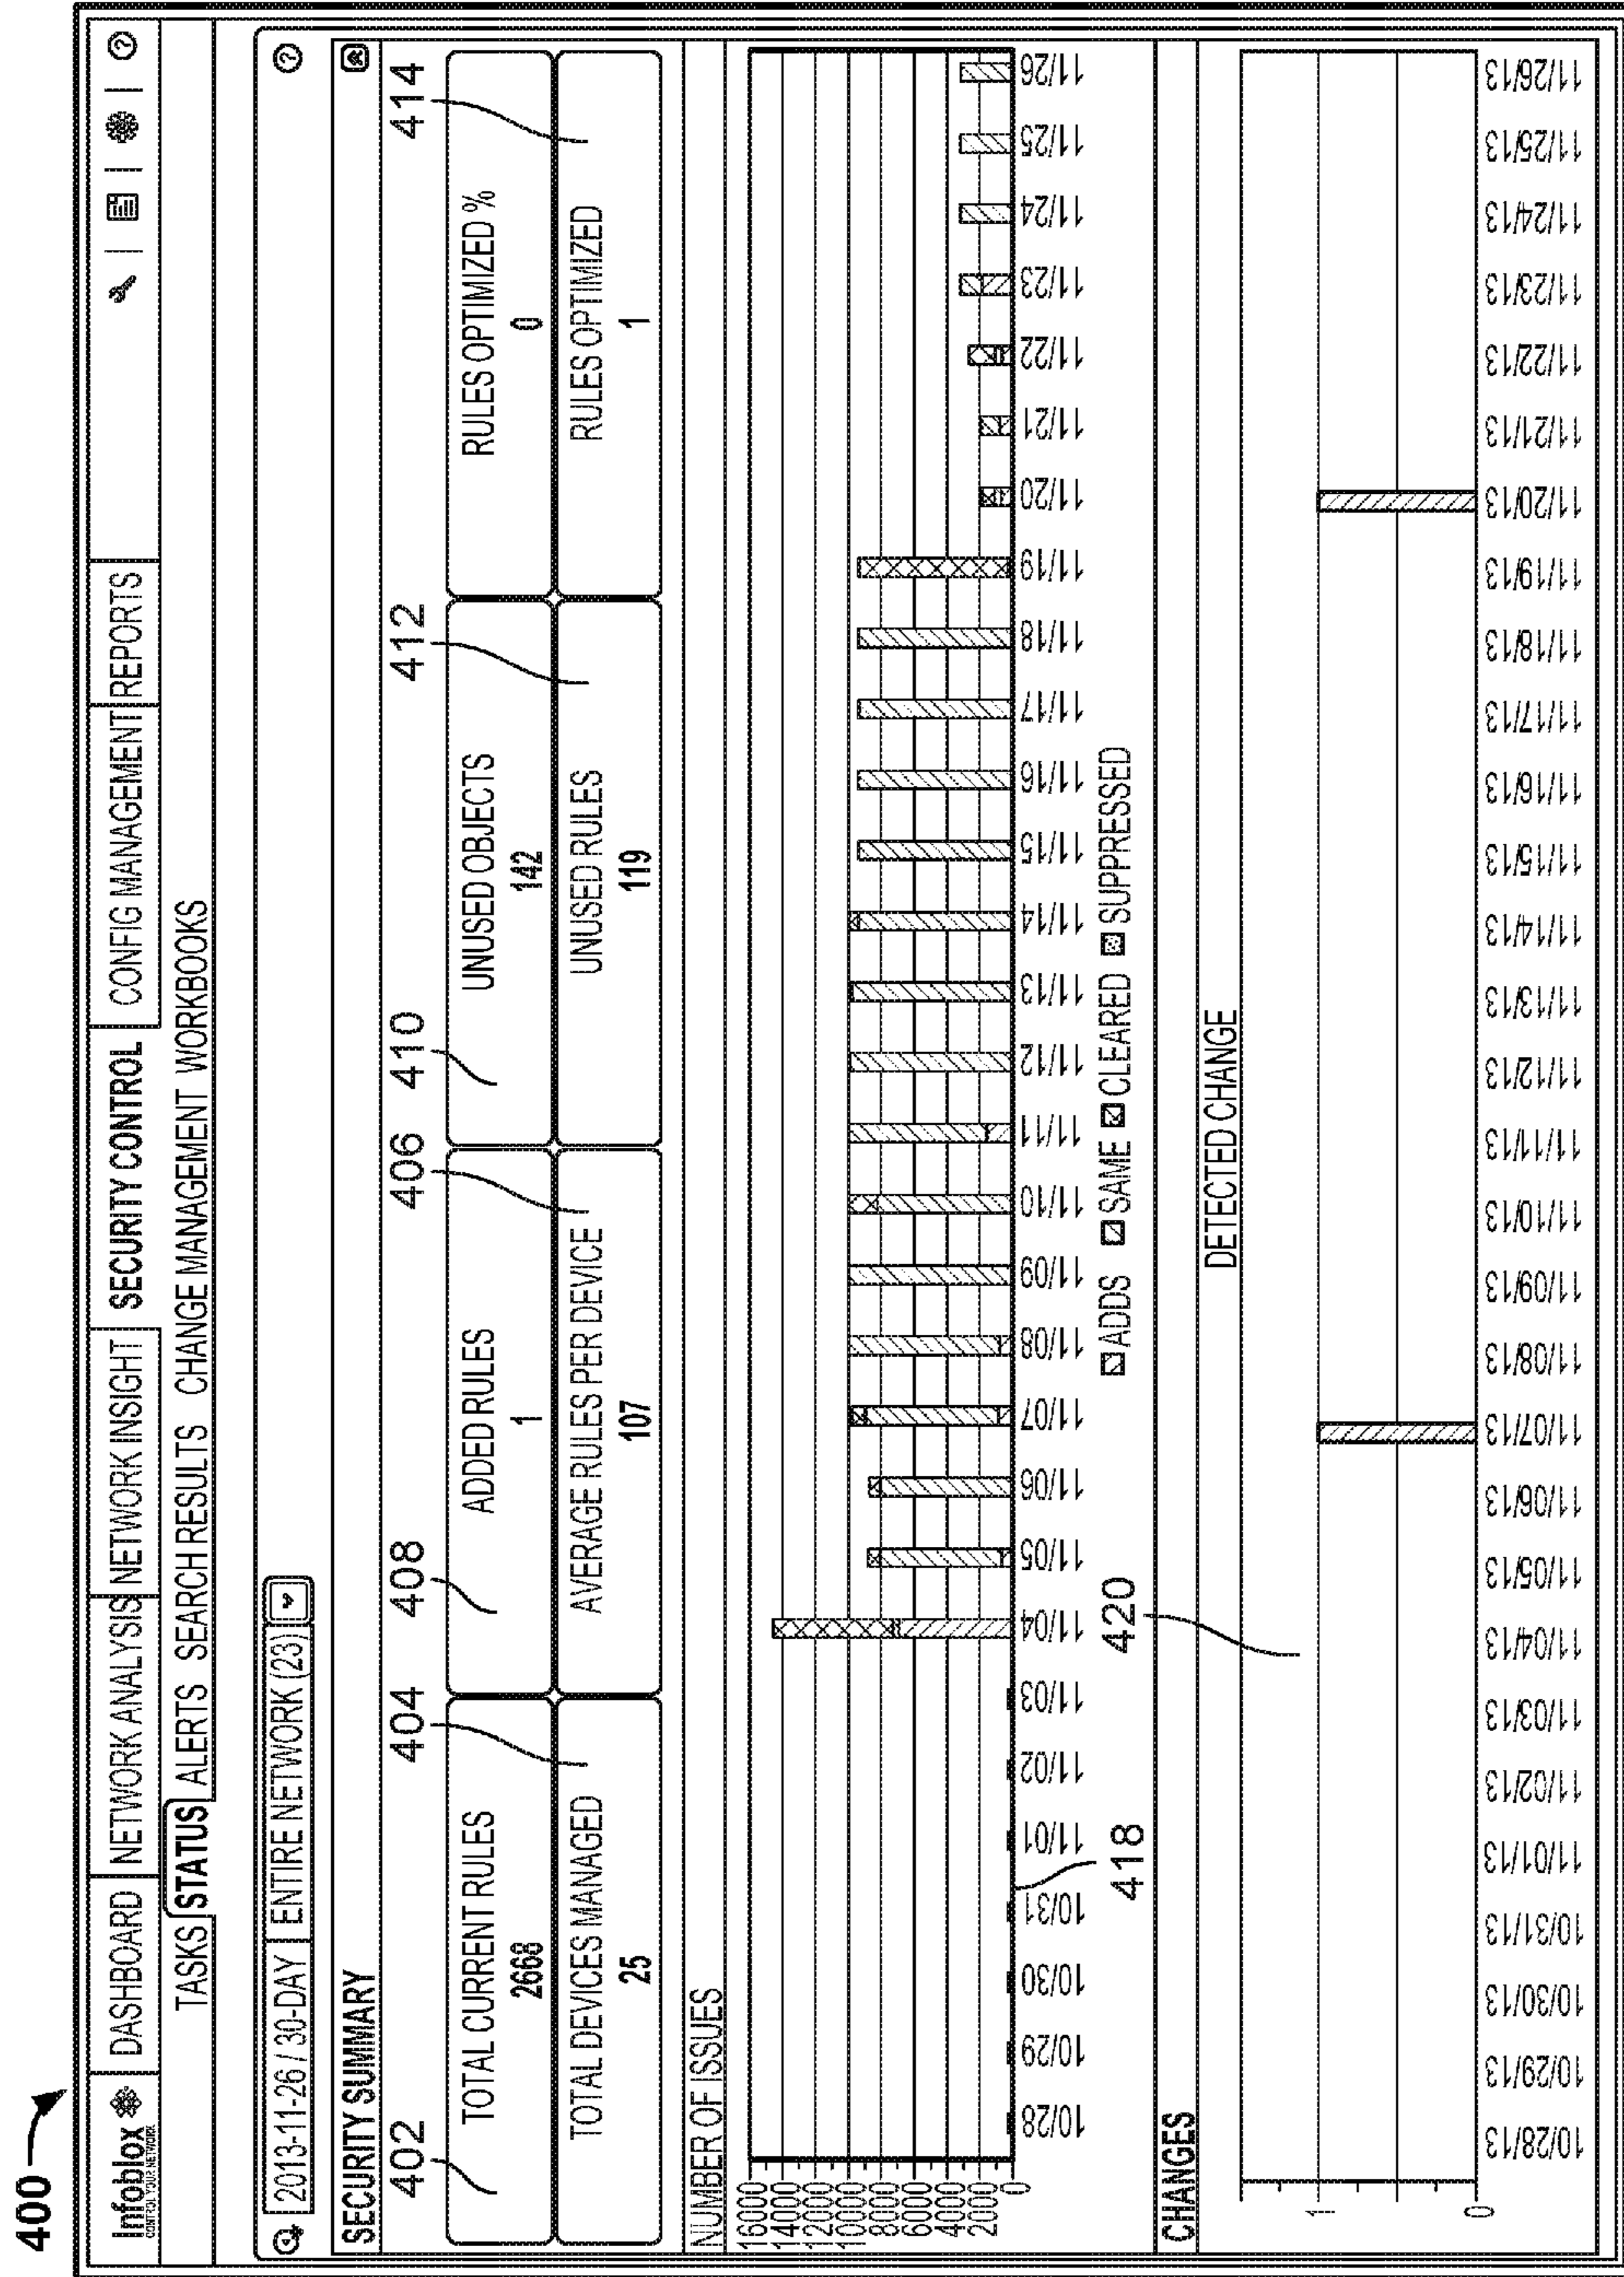 400
Infoblox DASHBOARD NETWORK ANALYSIS NETWORK INSIGHT SECURITY CONTROL CONFIG MANAGEMENT REPORTS ?
CONTROL YOUR NETWORK
TASKS STATUS ALERTS SEARCH RESULTS CHANGE MANAGEMENT WORKBOOKS
2013-11-26 / 30-DAY ENTIRE NETWORK (23) ?
SECURITY SUMMARY
402 404 408 406 410 412 414
TOTAL CURRENT RULES ADDED RULES UNUSED OBJECTS RULES OPTIMIZED %
2668 1 142 0
TOTAL DEVICES MANAGED AVERAGE RULES PER DEVICE UNUSED RULES RULES OPTIMIZED
25 107 119 1
NUMBER OF ISSUES
16000
14000
12000
10000
8000
6000
4000
2000
0
10/28 10/29 10/30 10/31 11/01 11/02 11/03 11/04 11/05 11/06 11/07 11/08 11/09 11/10 11/11 11/12 11/13 11/14 11/15 11/16 11/17 11/18 11/19 11/20 11/21 11/22 11/23 11/24 11/25 11/26
418 420 ADDS SAME CLEARED SUPPRESSED
CHANGES
DETECTED CHANGE
1
0
10/28/13 10/29/13 10/30/13 10/31/13 11/01/13 11/02/13 11/03/13 11/04/13 11/05/13 11/06/13 11/07/13 11/08/13 11/09/13 11/10/13 11/11/13 11/12/13 11/13/13 11/14/13 11/15/13 11/16/13 11/17/13 11/18/13 11/19/13 11/20/13 11/21/13 11/22/13 11/23/13 11/24/13 11/25/13 11/26/13